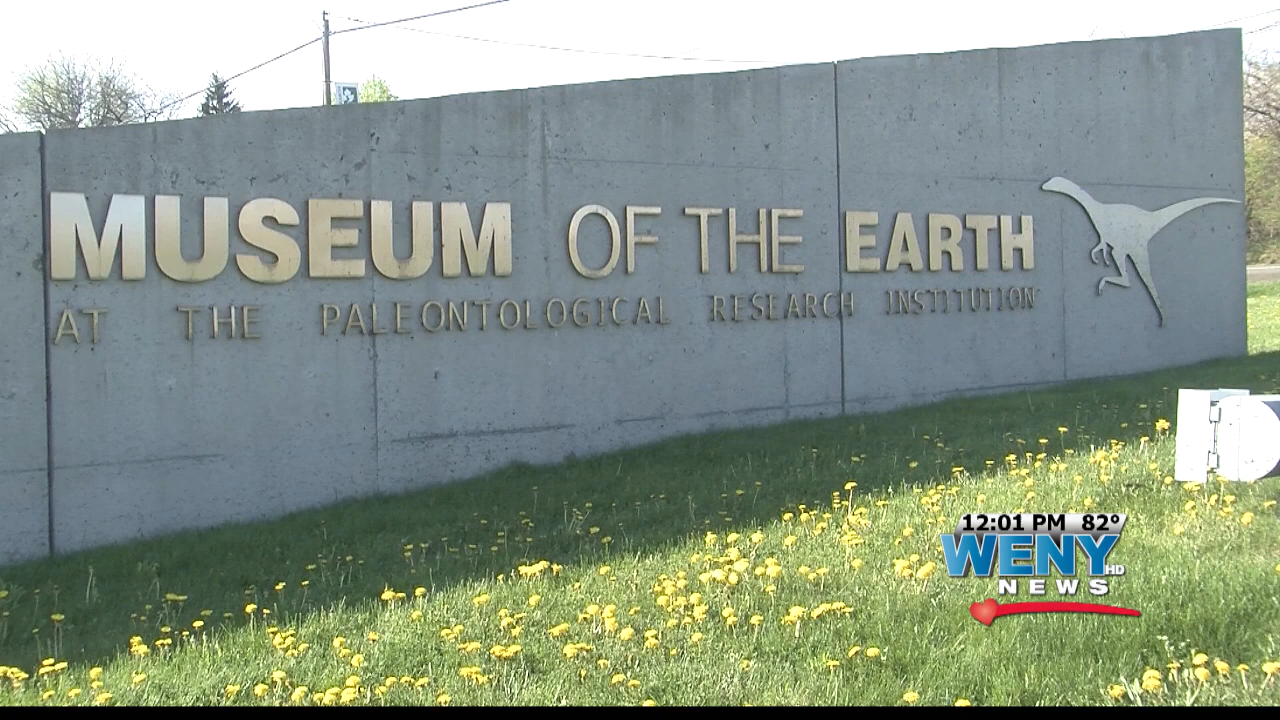 MUSEUM OF THE EARTH
AT THE PALEONTOLOGICAL RESEARCH INSTITUTION
12:01 PM 82°
WENY HD
NEWS